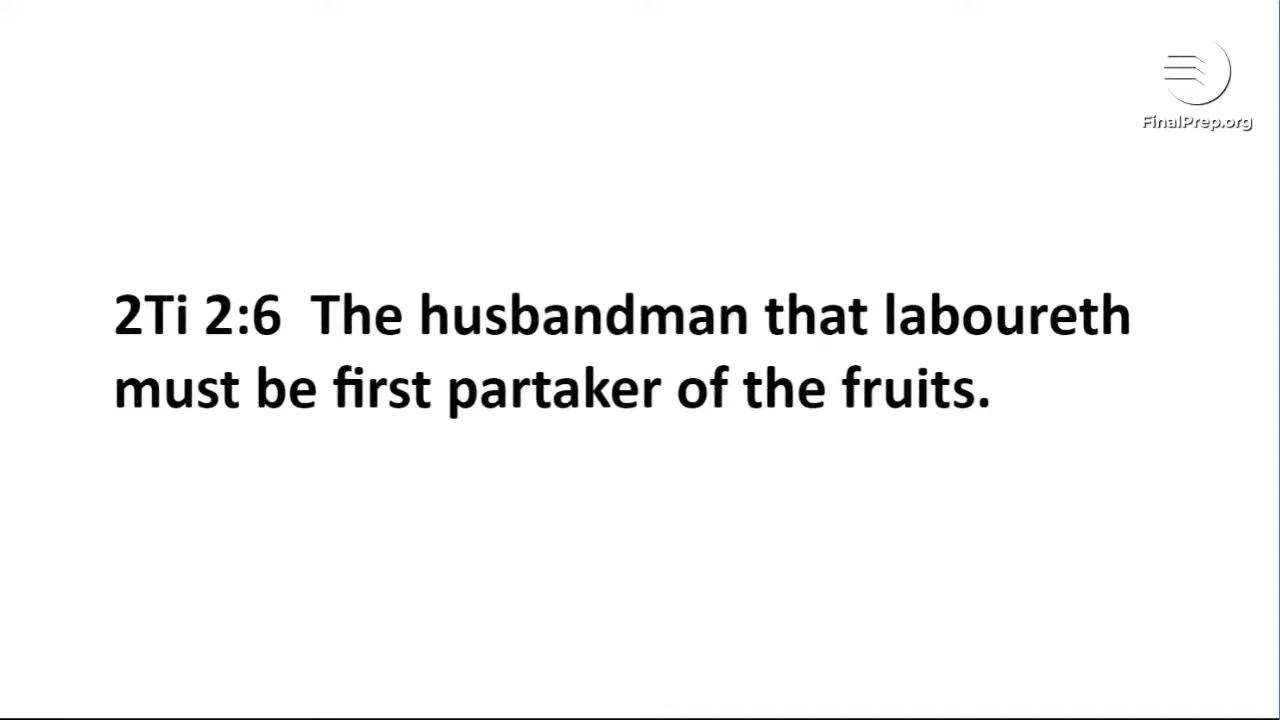 FinalPrep.org
2Ti 2:6  The husbandman that laboureth
must be first partaker of the fruits.